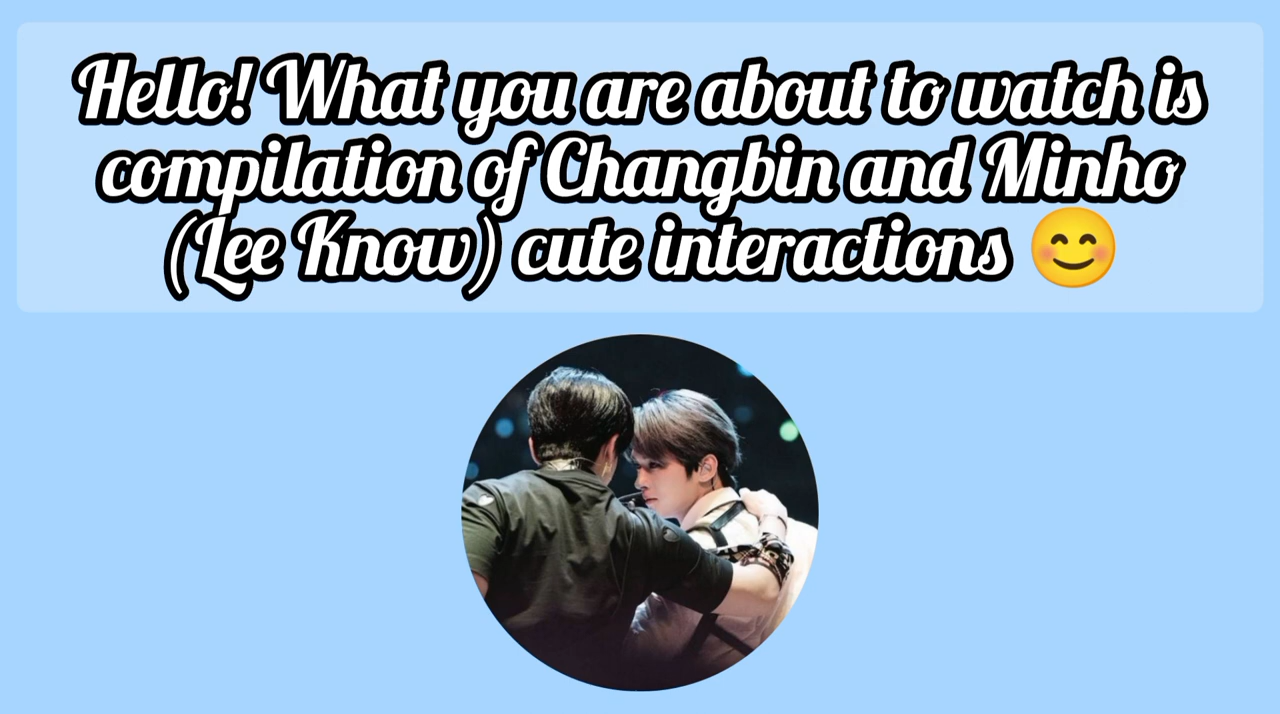 Hello! What you are about to watch is
compilation of Changbin and Minho
(Lee Know) cute interactions 😊